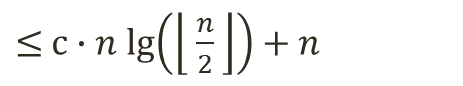 ≤ c · n lg(⌊n/2⌋) + n